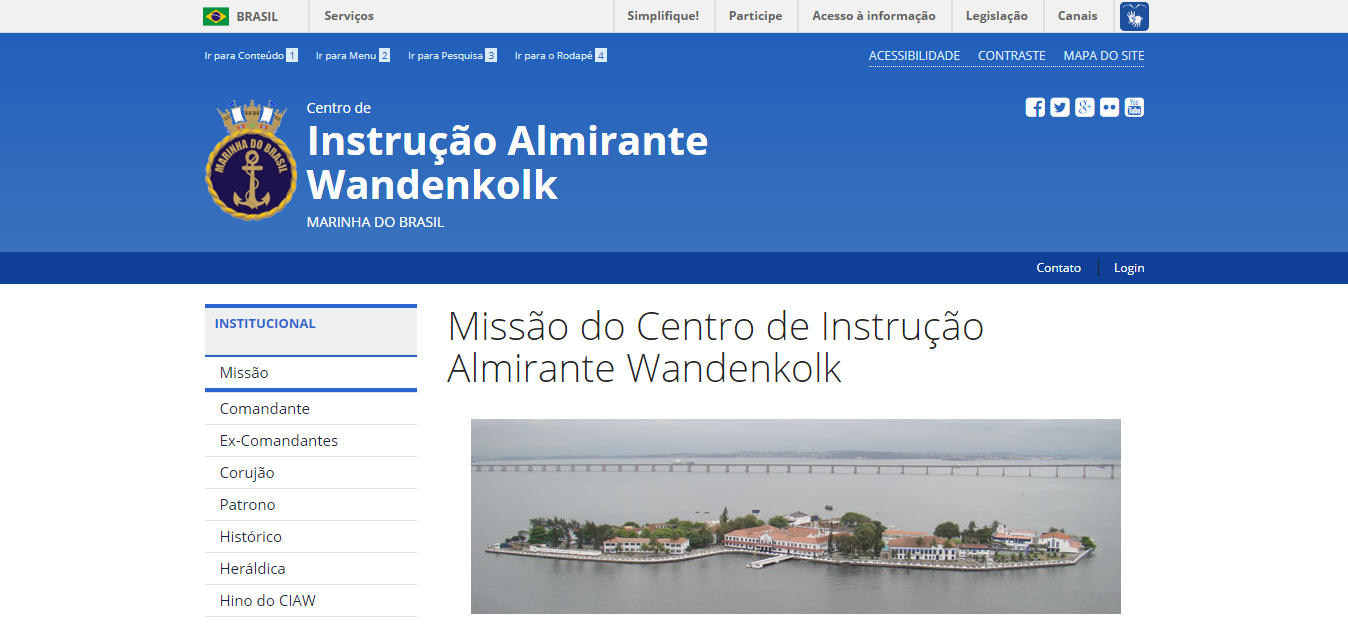 BRASIL
Serviços
Simplifique!
Participe
Acesso à informação
Legislação
Canais
Ir para Conteúdo 1
Ir para Menu 2
Ir para Pesquisa 3
Ir para o Rodapé 4
ACESSIBILIDADE
CONTRASTE
MAPA DO SITE
MARINHA DO BRASIL
Centro de
Instrução Almirante
Wandenkolk
MARINHA DO BRASIL
You
Tube
Contato
Login
INSTITUCIONAL
Missão
Comandante
Ex-Comandantes
Corujão
Patrono
Histórico
Heráldica
Hino do CIAW
Missão do Centro de Instrução
Almirante Wandenkolk